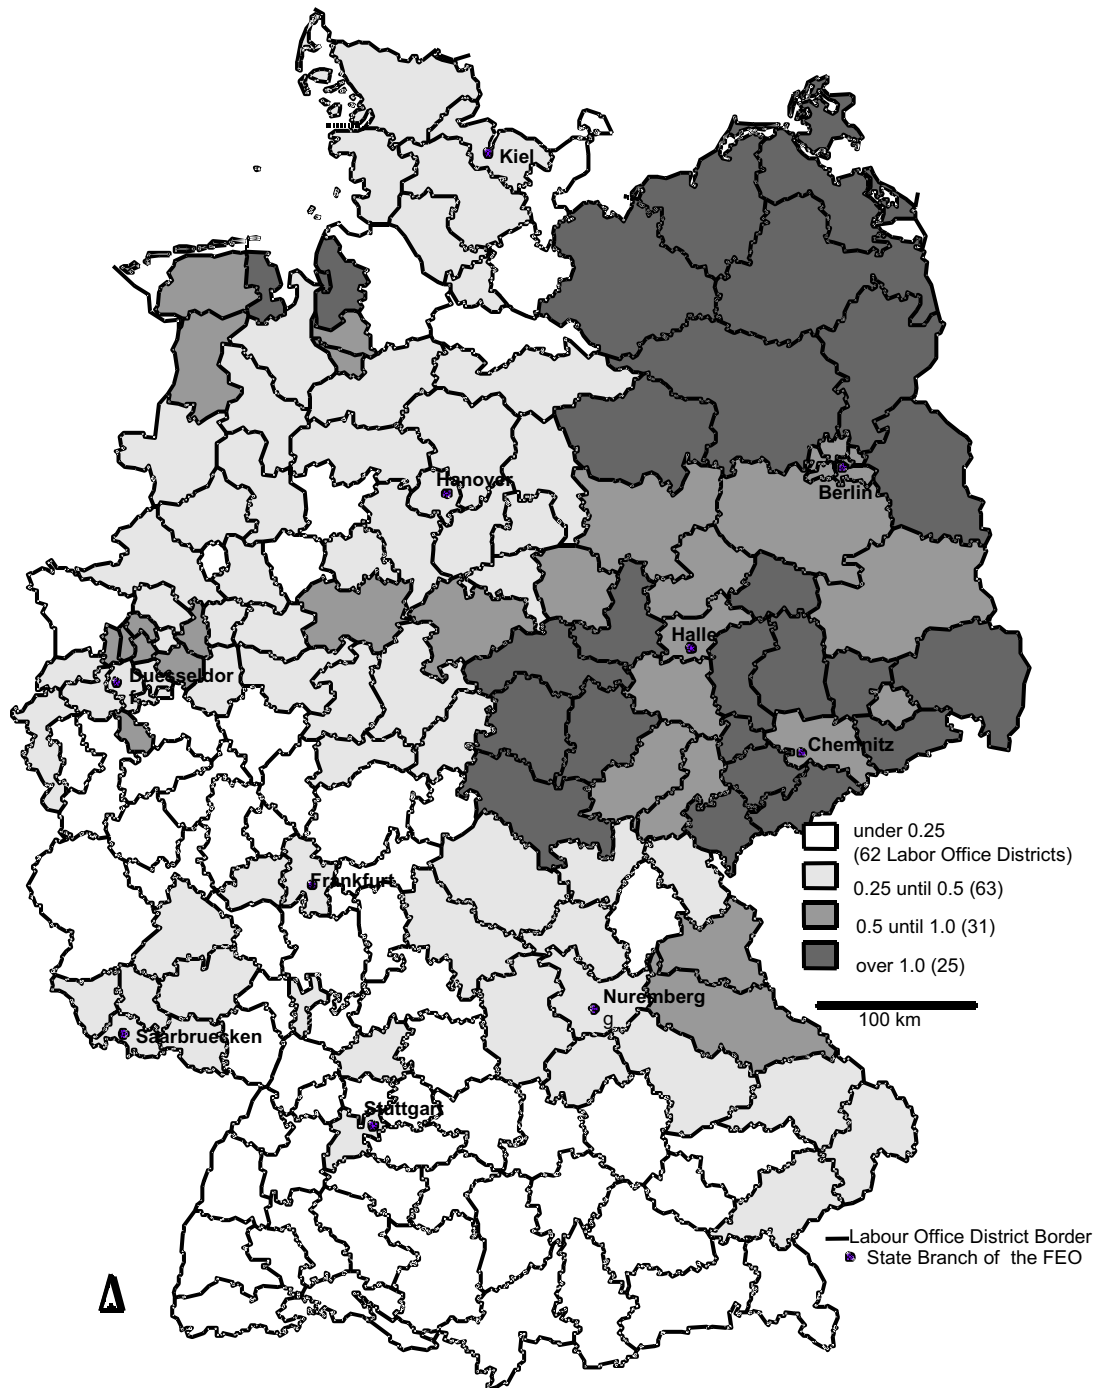 Kiel
Hanover
Berlin
Halle
Duesseldor
f
Chemnitz
under 0.25
(62 Labor Office Districts)
0.25 until 0.5 (63)
0.5 until 1.0 (31)
over 1.0 (25)
Frankfurt
100 km
Nuremberg
g
Saarbruecken
Stuttgart
Labour Office District Border
State Branch of the FEO